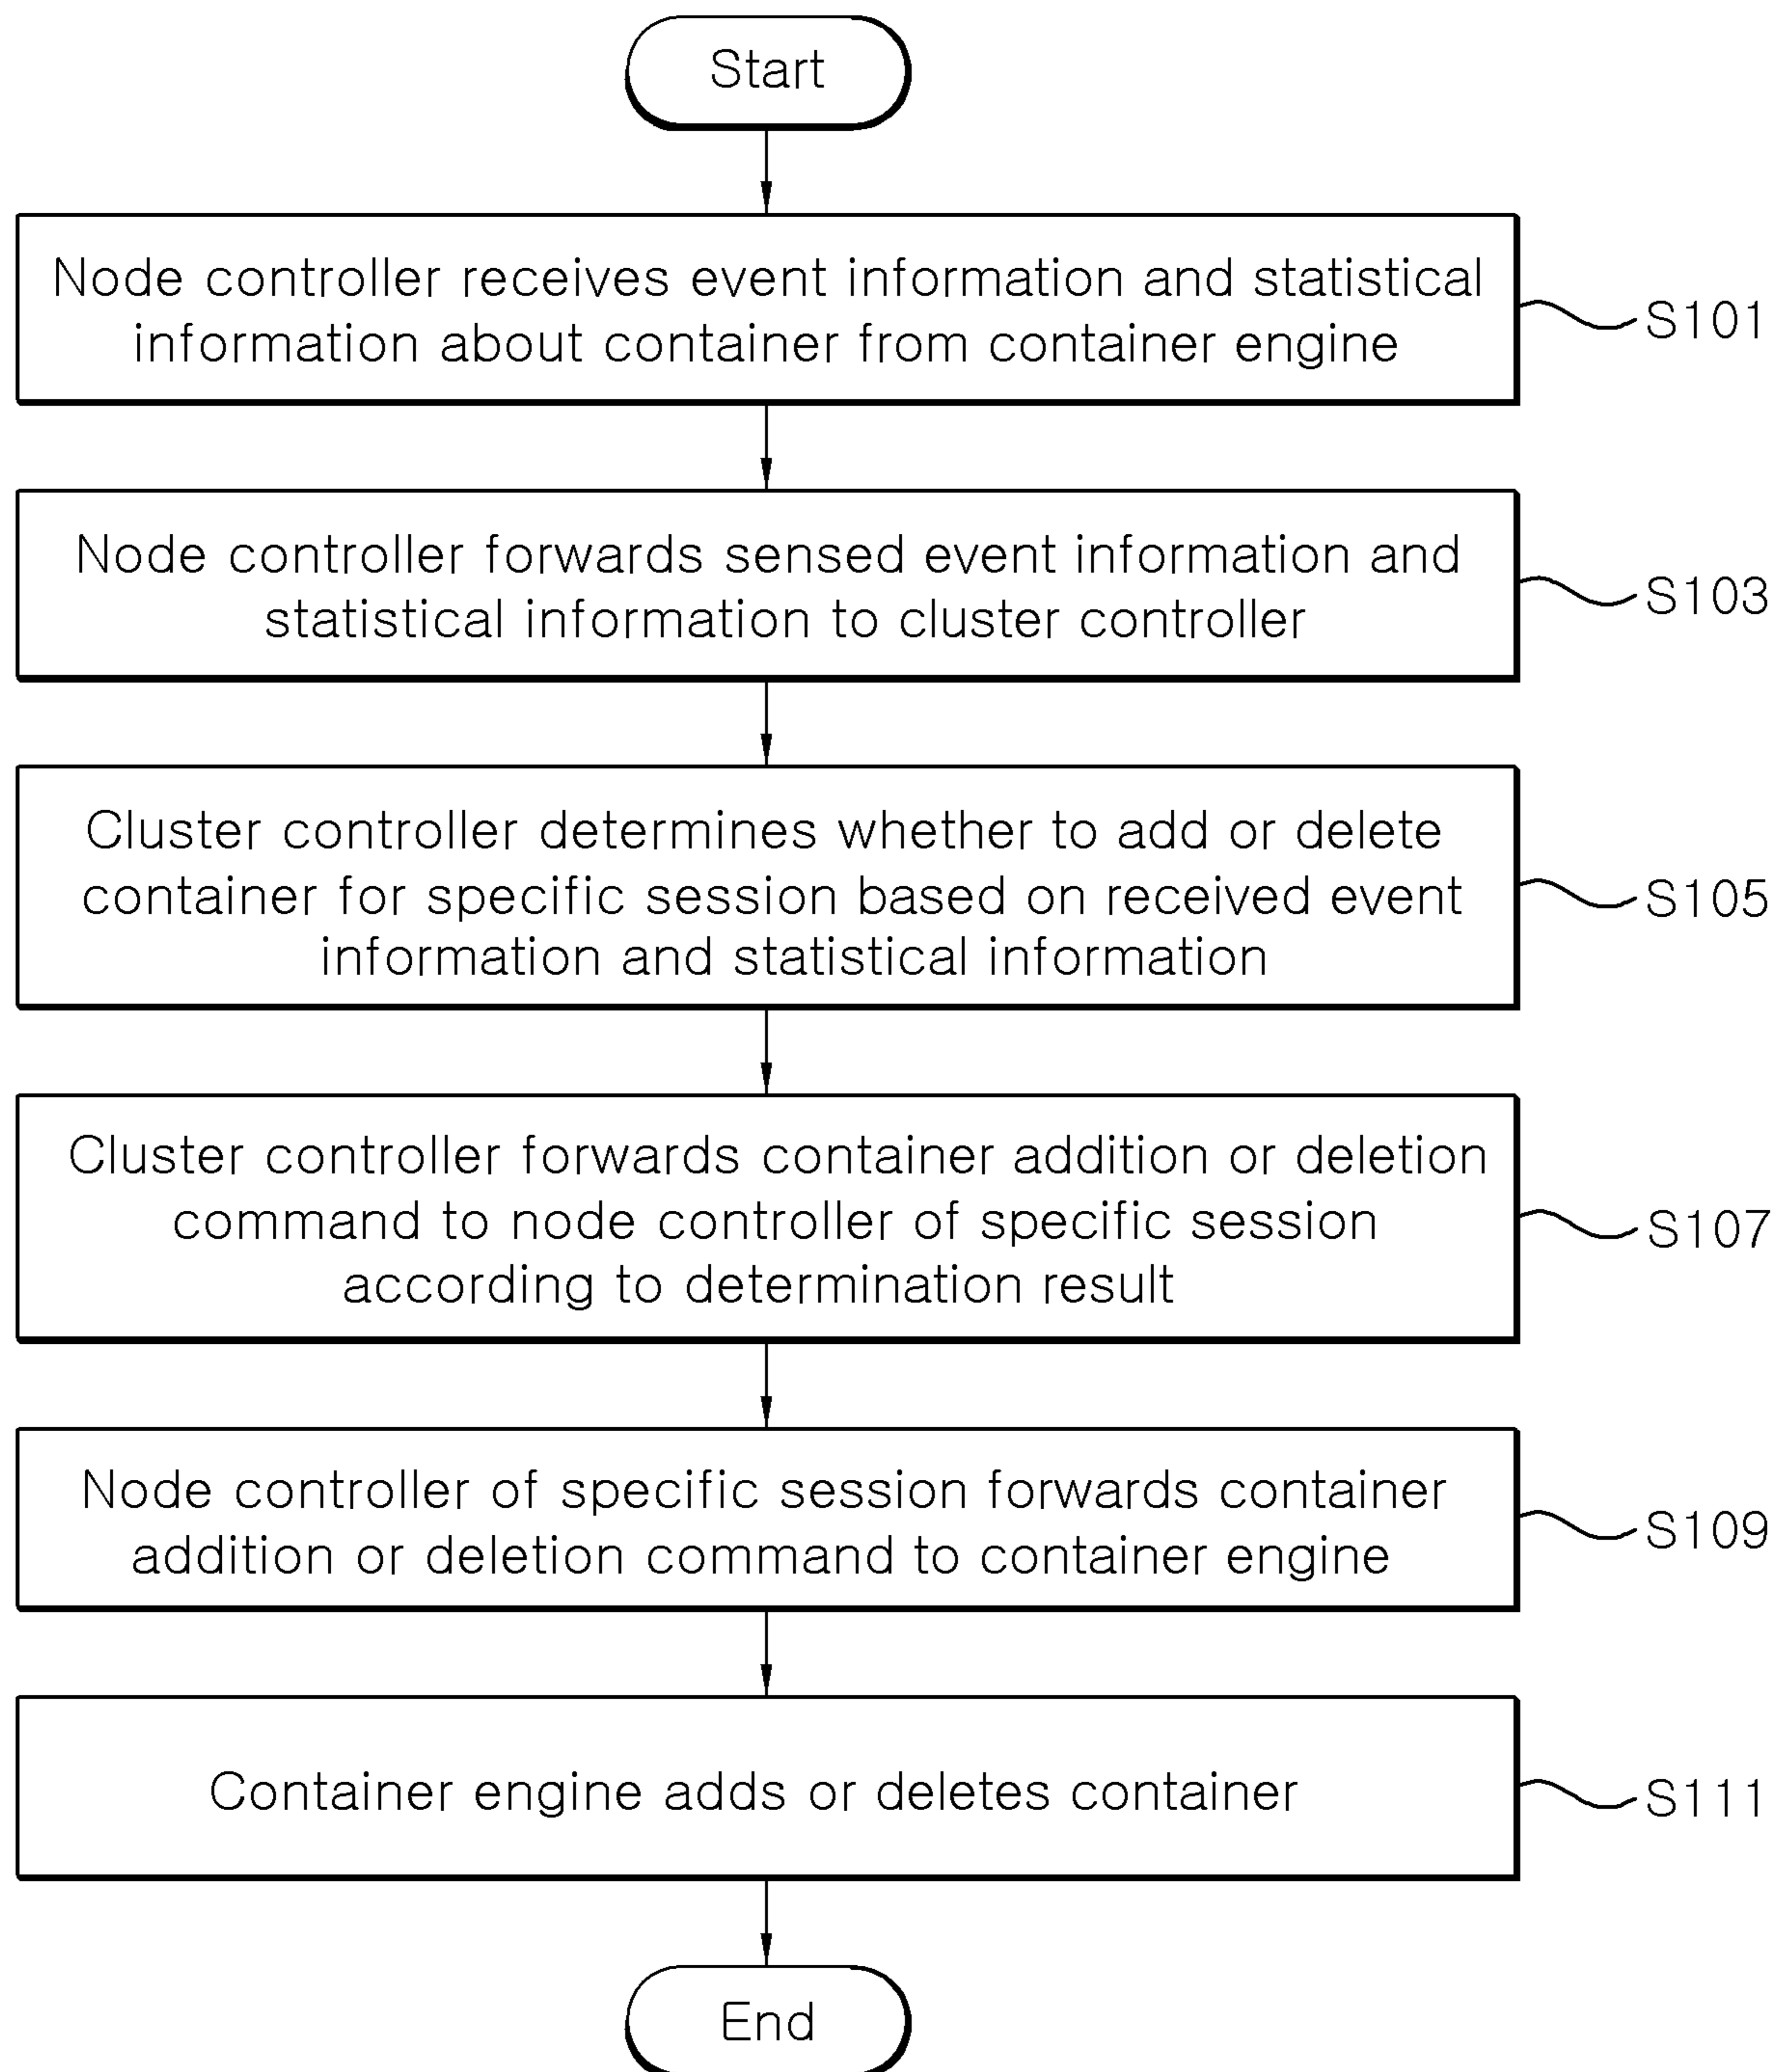 Start
Node controller receives event information and statistical
information about container from container engine
S101
Node controller forwards sensed event information and
statistical information to cluster controller
S103
Cluster controller determines whether to add or delete
container for specific session based on received event
information and statistical information
S105
Cluster controller forwards container addition or deletion
command to node controller of specific session
according to determination result
S107
Node controller of specific session forwards container
addition or deletion command to container engine
S109
Container engine adds or deletes container
S111
End